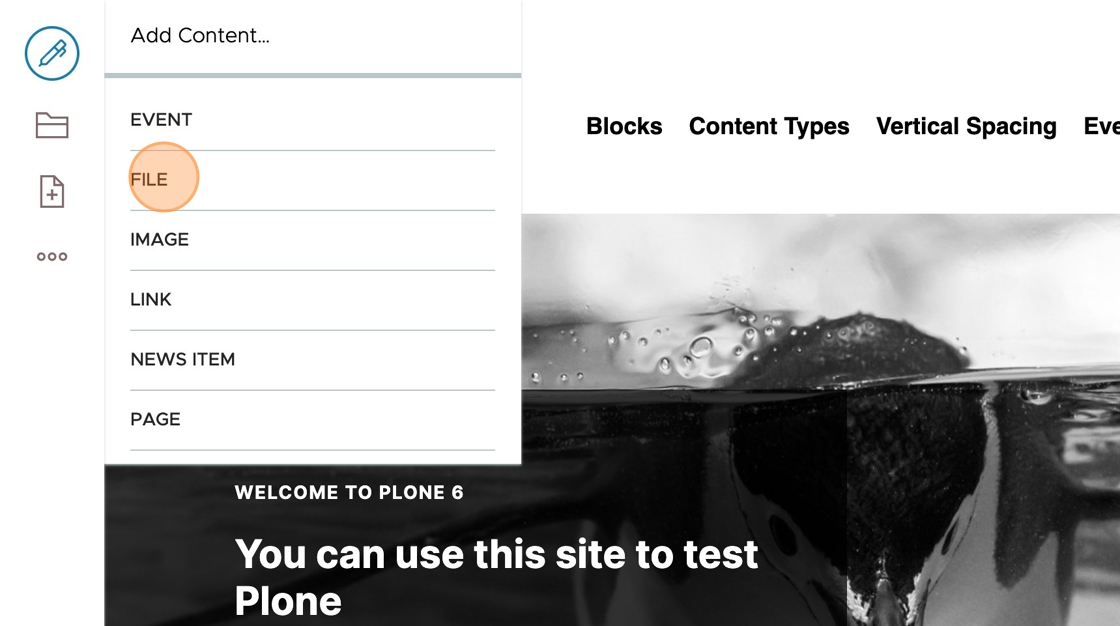 Add Content...
EVENT
FILE
IMAGE
LINK
NEWS ITEM
PAGE
Blocks Content Types Vertical Spacing
WELCOME TO PLONE 6
You can use this site to test
Plone